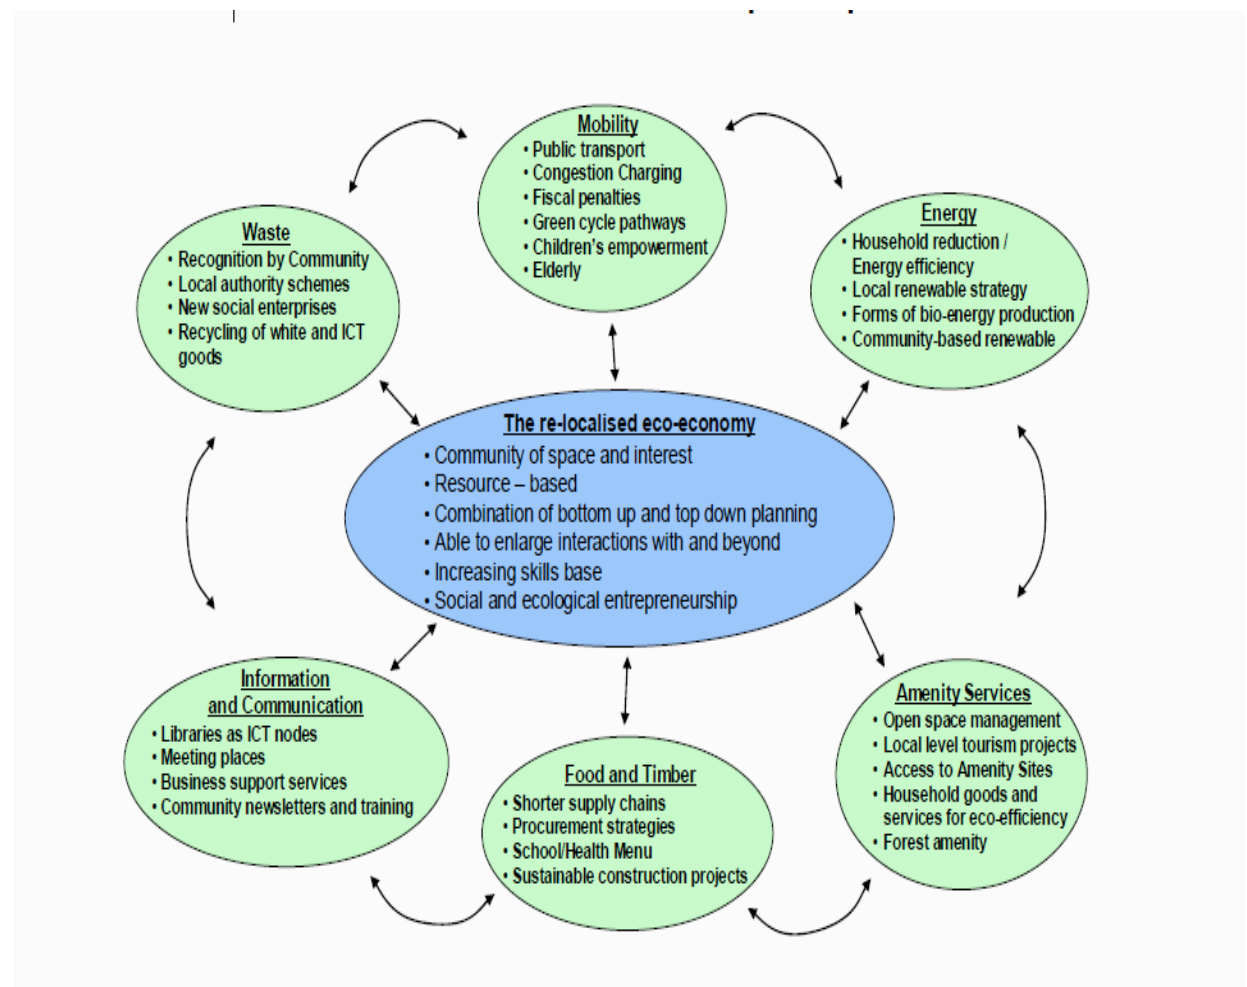 Mobility
• Public transport
• Congestion Charging
• Fiscal penalties
• Green cycle pathways
• Children's empowerment
• Elderly
Energy
• Household reduction /
Energy efficiency
• Local renewable strategy
• Forms of bio-energy production
• Community-based renewable
Waste
• Recognition by Community
• Local authority schemes
• New social enterprises
• Recycling of white and ICT
goods
The re-localised eco-economy
• Community of space and interest
• Resource – based
• Combination of bottom up and top down planning
• Able to enlarge interactions with and beyond
• Increasing skills base
• Social and ecological entrepreneurship
Information
and Communication
• Libraries as ICT nodes
• Meeting places
• Business support services
• Community newsletters and training
Food and Timber
• Shorter supply chains
• Procurement strategies
• School/Health Menu
• Sustainable construction projects
Amenity Services
• Open space management
• Local level tourism projects
• Access to Amenity Sites
• Household goods and
services for eco-efficiency
• Forest amenity